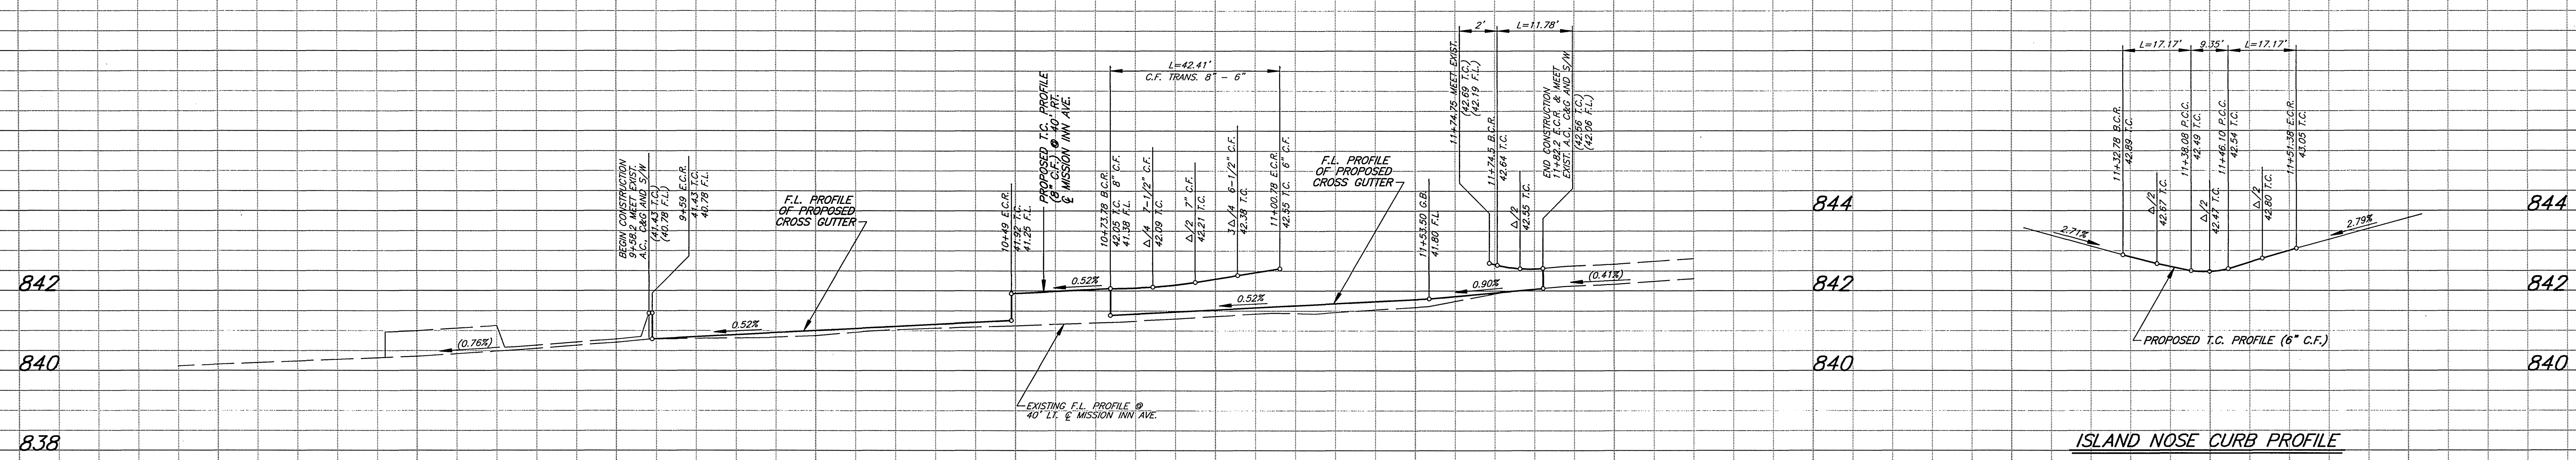 842
840
838
BEGIN CONSTRUCTION
9+58.2 MEET EXIST.
A.C., C&G AND S/W
(41.43 T.C.)
(40.78 F.L.)
9+59 E.C.R.
41.43 T.C.
40.78 F.L.
(0.76%)
0.52%
F.L. PROFILE
OF PROPOSED
CROSS GUTTER
10+49 E.C.R.
41.92 T.C.
41.25 F.L.
PROPOSED T.C. PROFILE
(8" C.F.) @ 40' RT.
℄ MISSION INN AVE.
L=42.41'
C.F. TRANS. 8" - 6"
10+73.78 B.C.R.
42.05 T.C. 8" C.F.
41.38 F.L.
Δ/4 7-1/2" C.F.
42.09 T.C.
Δ/2 7" C.F.
42.21 T.C.
3Δ/4 6-1/2" C.F.
42.38 T.C.
11+00.78 E.C.R.
42.55 T.C. 6" C.F.
0.52%
0.52%
EXISTING F.L. PROFILE @
40' LT. ℄ MISSION INN AVE.
F.L. PROFILE
OF PROPOSED
CROSS GUTTER
11+53.50 G.B.
41.80 F.L.
0.90%
2'
L=11.78'
11+74.75 MEET EXIST.
(42.69 T.C.)
(42.19 F.L.)
11+74.5 B.C.R.
42.64 T.C.
Δ/2
42.55 T.C.
END CONSTRUCTION
11+82.2 E.C.R. & MEET
EXIST. A.C., C&G AND S/W
(42.56 T.C.)
(42.06 F.L.)
(0.41%)
844
842
840
2.71%
L=17.17'
9.35'
L=17.17'
11+32.78 B.C.R.
42.89 T.C.
Δ/2
42.67 T.C.
11+38.08 P.C.C.
42.49 T.C.
Δ/2
42.47 T.C.
11+46.10 P.C.C.
42.54 T.C.
Δ/2
42.80 T.C.
11+51.38 E.C.R.
43.05 T.C.
2.79%
PROPOSED T.C. PROFILE (6" C.F.)
ISLAND NOSE CURB PROFILE
844
842
840